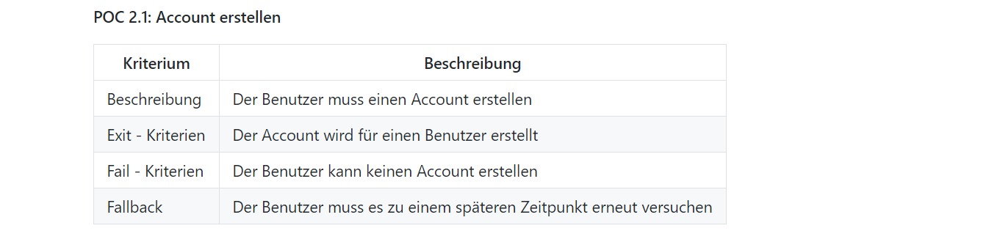 POC 2.1: Account erstellen
Kriterium Beschreibung
Beschreibung Der Benutzer muss einen Account erstellen
Exit - Kriterien Der Account wird für einen Benutzer erstellt
Fail - Kriterien Der Benutzer kann keinen Account erstellen
Fallback Der Benutzer muss es zu einem späteren Zeitpunkt erneut versuchen